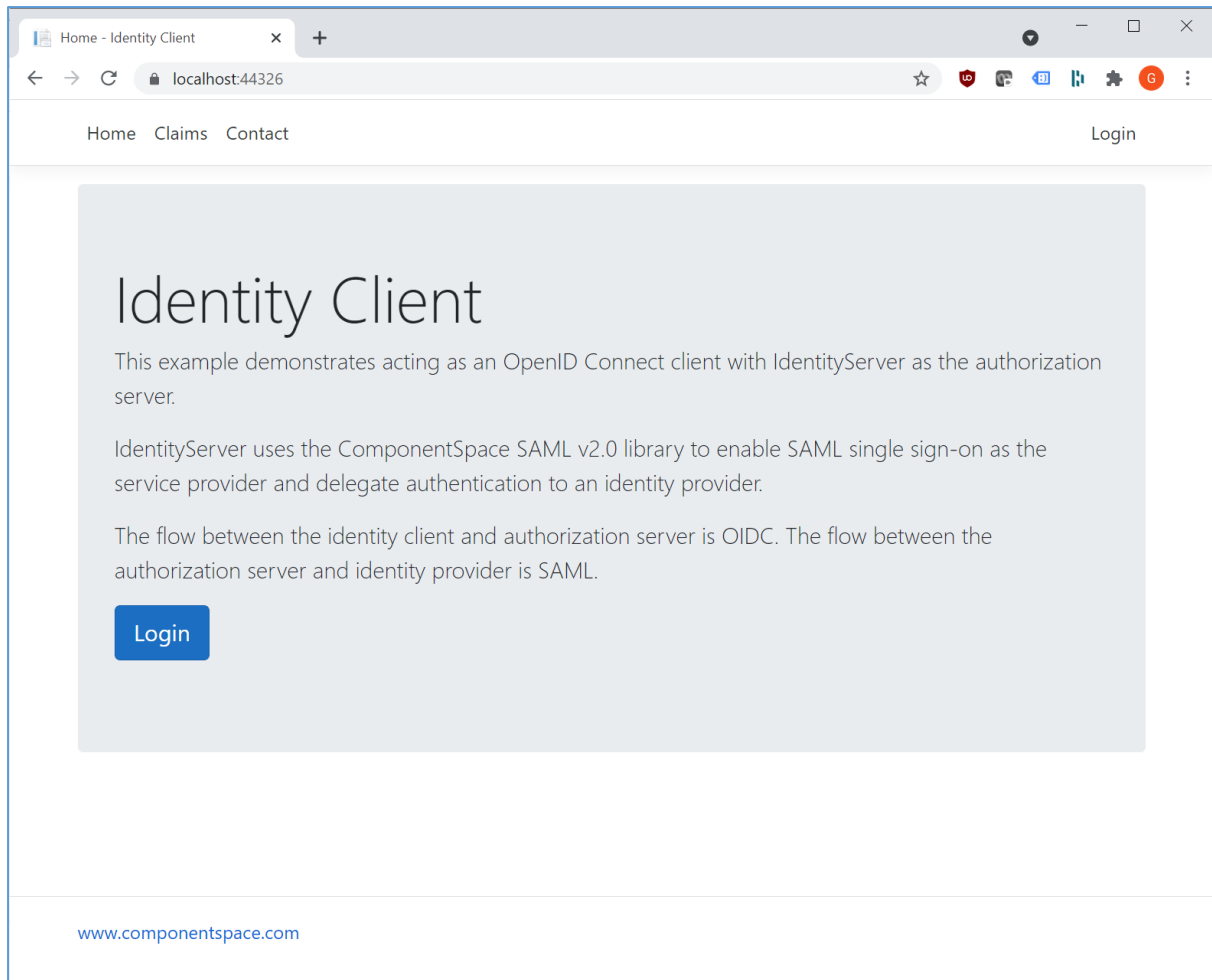 Home - Identity Client
localhost:44326
G
Home Claims Contact Login
Identity Client
This example demonstrates acting as an OpenID Connect client with IdentityServer as the authorization
server.
IdentityServer uses the ComponentSpace SAML v2.0 library to enable SAML single sign-on as the
service provider and delegate authentication to an identity provider.
The flow between the identity client and authorization server is OIDC. The flow between the
authorization server and identity provider is SAML.
Login
www.componentspace.com